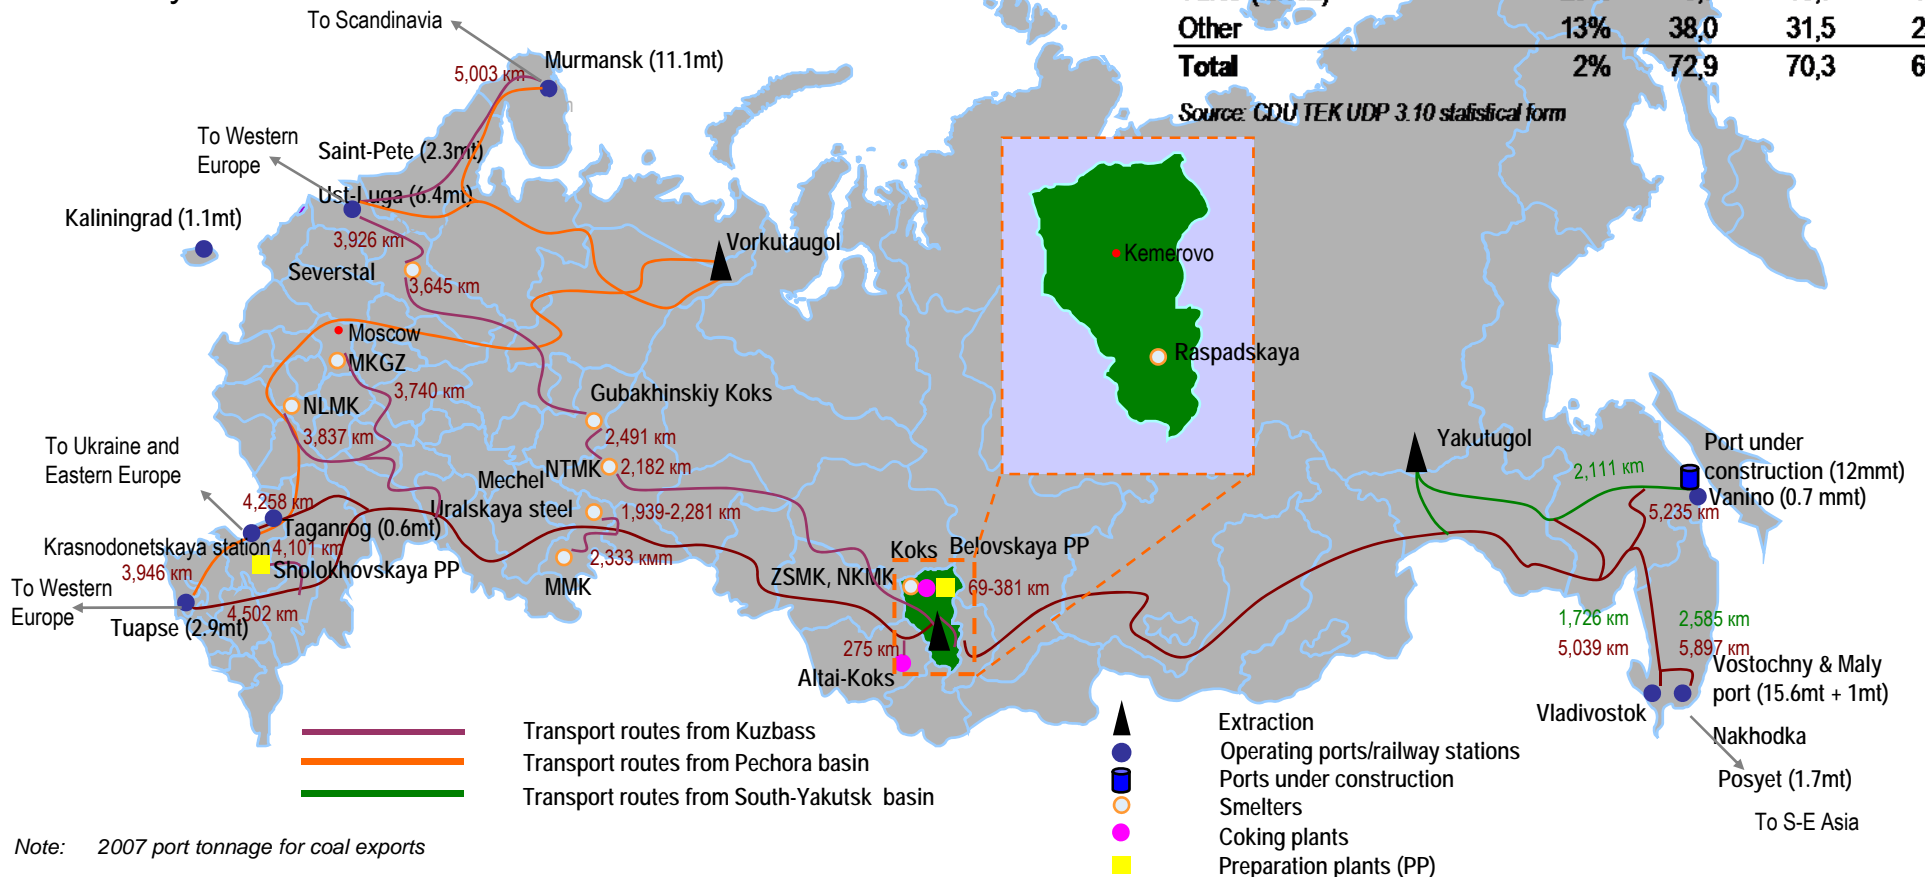 Other 13% 38,0 31,5 2
Total 2% 72,9 70,3 6
Source: CDU TEK UDP 3.10 statistical form
To Scandinavia
Murmansk (11.1mt)
5,003 км
To Western
Europe
Saint-Pete (2.3mt)
Ust-Luga (6.4mt)
Kaliningrad (1.1mt)
3,926 км
Severstal
3,645 км
Vorkutaugol
Kemerovo
Raspadskaya
Moscow
MKGZ
3,740 км
NLMK
3,837 км
Gubakhinskiy Koks
2,491 км
NTMK
2,182 км
Mechel
Uralskaya steel
1,939-2,281 км
2,333 кмт
MMK
To Ukraine and
Eastern Europe
4,258 км
Taganrog (0.6mt)
Krasnodonetskaya station
4,101 км
3,946 км
Sholokhovskaya PP
To Western
Europe
4,502 км
Tuapse (2.9mt)
Koks
Belovskaya PP
ZSMK, NKMK
69-381 км
275 км
Altai-Koks
Yakutugol
2,111 км
Port under
construction (12mmt)
Vanino (0.7 mmt)
5,235 км
1,726 км
5,039 км
2,585 км
5,897 км
Vostochny & Maly
port (15.6mt + 1mt)
Vladivostok
Nakhodka
Posyet (1.7mt)
To S-E Asia
Transport routes from Kuzbass
Transport routes from Pechora basin
Transport routes from South-Yakutsk basin
Extraction
Operating ports/railway stations
Ports under construction
Smelters
Coking plants
Preparation plants (PP)
Note: 2007 port tonnage for coal exports